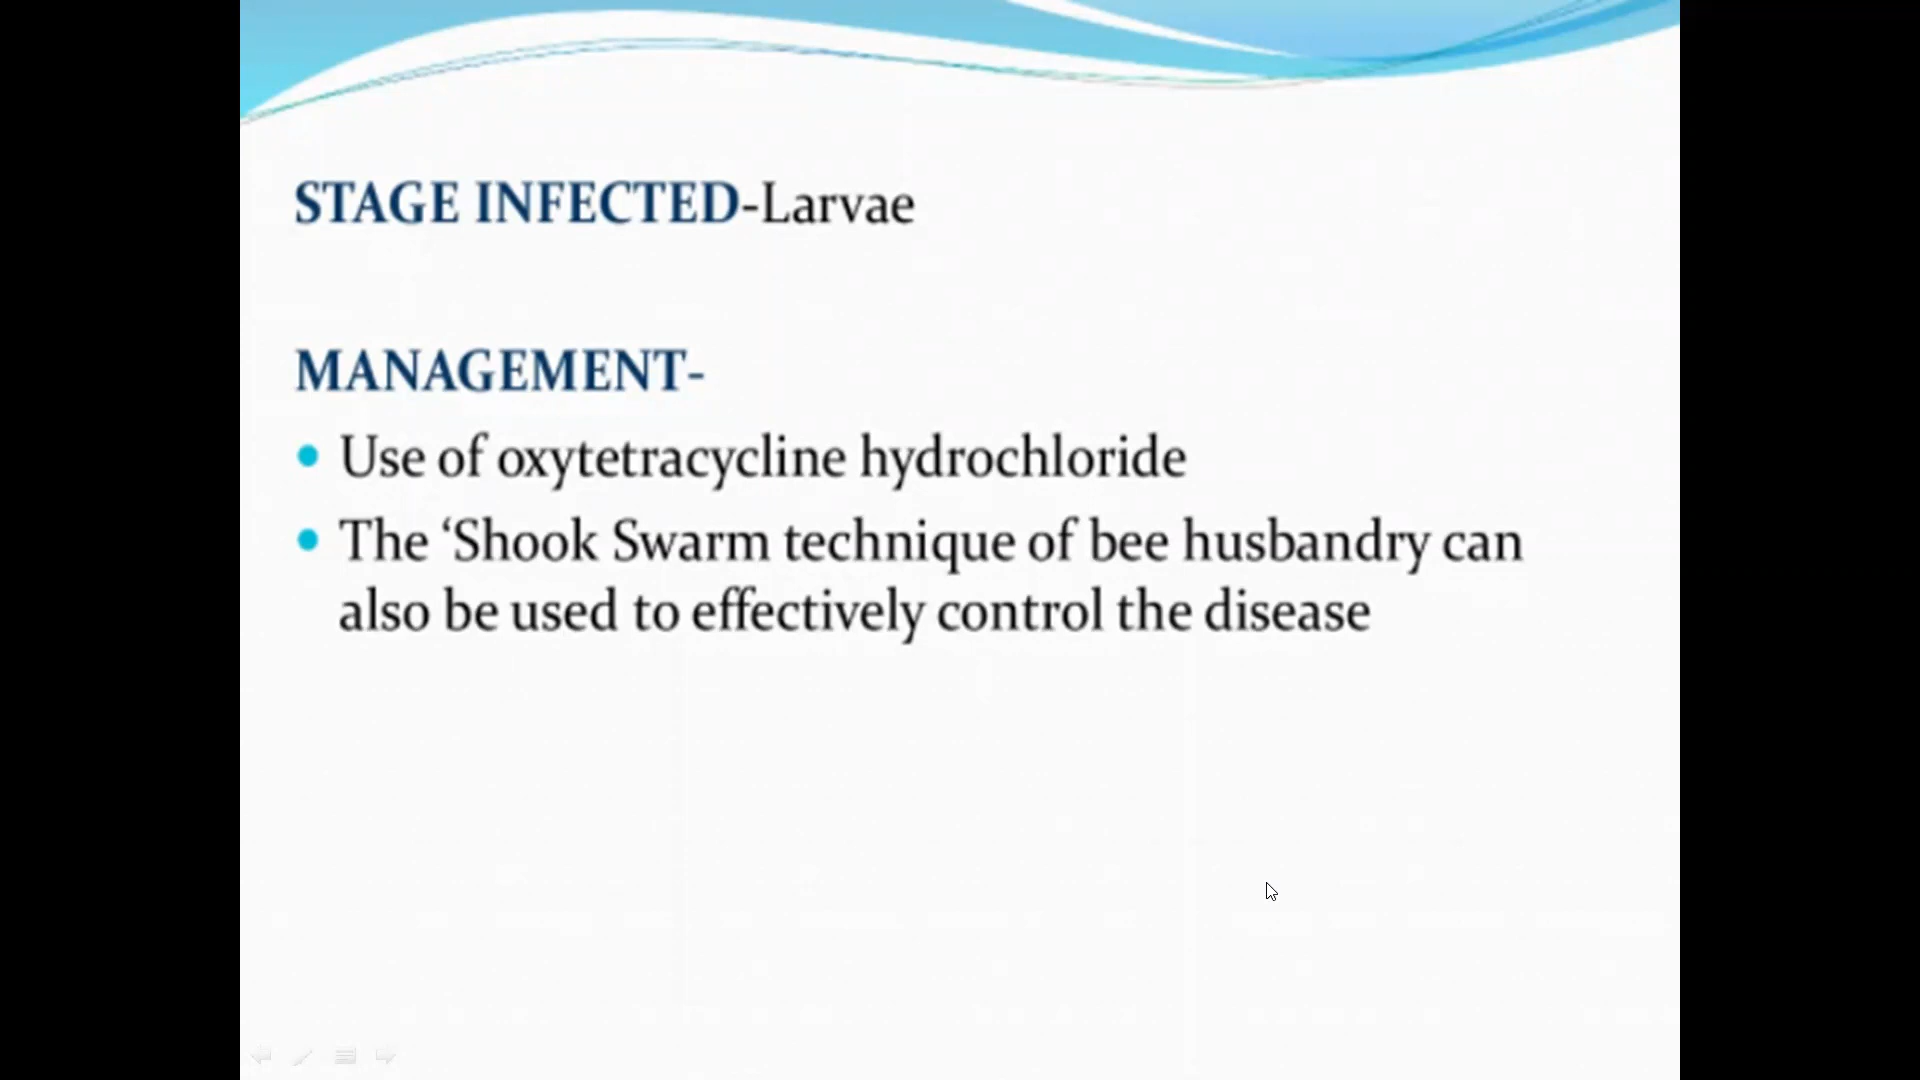 STAGE INFECTED-Larvae
MANAGEMENT-
Use of oxytetracycline hydrochloride
The ‘Shook Swarm technique of bee husbandry can
also be used to effectively control the disease